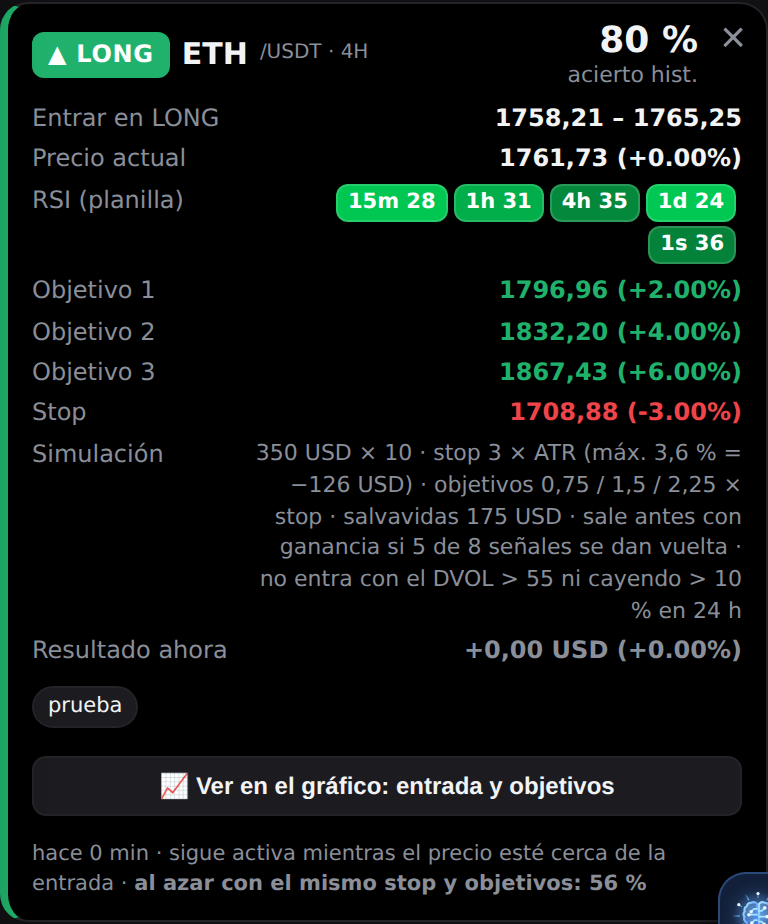 ▲ LONG ETH /USDT · 4H 80 % ×
acierto hist.
Entrar en LONG 1758,21 – 1765,25
Precio actual 1761,73 (+0.00%)
RSI (planilla) 15m 28 1h 31 4h 35 1d 24
1s 36
Objetivo 1 1796,96 (+2.00%)
Objetivo 2 1832,20 (+4.00%)
Objetivo 3 1867,43 (+6.00%)
Stop 1708,88 (-3.00%)
Simulación 350 USD × 10 · stop 3 × ATR (máx. 3,6 % =
−126 USD) · objetivos 0,75 / 1,5 / 2,25 ×
stop · salvavidas 175 USD · sale antes con
ganancia si 5 de 8 señales se dan vuelta ·
no entra con el DVOL > 55 ni cayendo > 10
% en 24 h
Resultado ahora +0,00 USD (+0.00%)
prueba
Ver en el gráfico: entrada y objetivos
hace 0 min · sigue activa mientras el precio esté cerca de la
entrada · al azar con el mismo stop y objetivos: 56 %